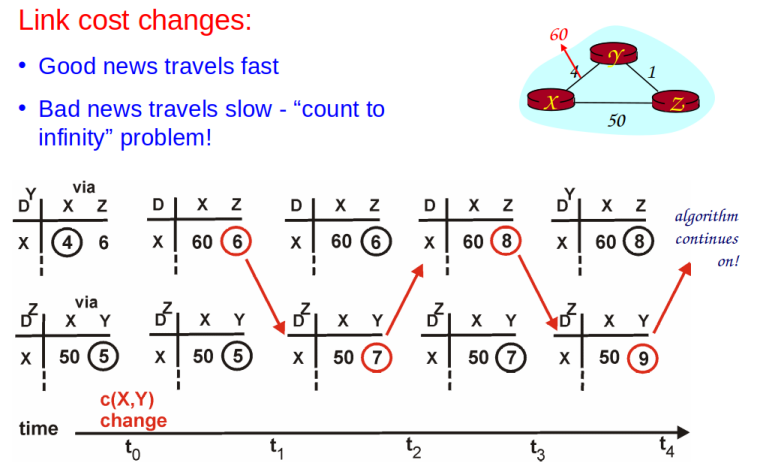 Link cost changes:
• Good news travels fast
• Bad news travels slow - “count to
infinity” problem!
60
Y
4
1
X
Z
50
Y via
D X Z
X 4 6
D X Z
X 60 6
D X Z
X 60 6
D X Z
X 60 8
Y
D X Z
X 60 8
algorithm
continues
on!
Z via
D X Y
X 50 5
Z
D X Y
X 50 5
Z
D X Y
X 50 7
Z
D X Y
X 50 7
Z
D X Y
X 50 9
c(X,Y)
change
time
t0 t1 t2 t3 t4